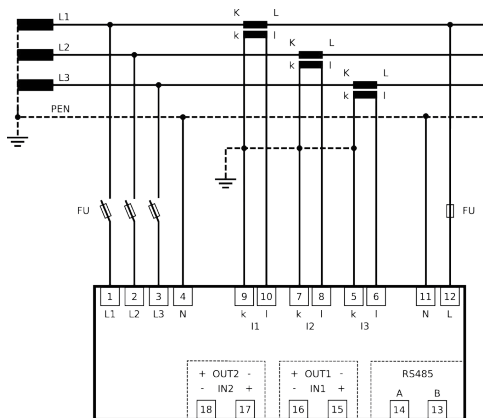 L1 K L
k l
L2 K L
k l
L3 K L
k l
PEN
FU FU
1 2 3 4 9 10 7 8 5 6 11 12
L1 L2 L3 N k l k l k l N L
I1 I2 I3
+ OUT2 - + OUT1 - RS485
- IN2 + - IN1 + A B
18 17 16 15 14 13